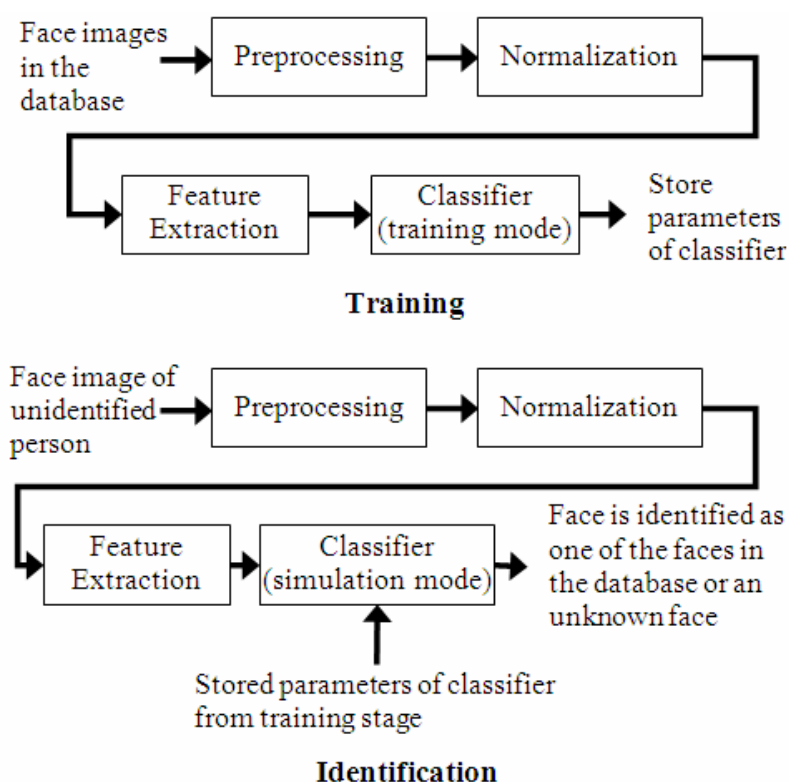 Face images
in the
database
Preprocessing
Normalization
Feature
Extraction
Classifier
(training mode)
Store
parameters
of classifier
Training
Face image of
unidentified
person
Preprocessing
Normalization
Feature
Extraction
Classifier
(simulation mode)
Face is identified as
one of the faces in
the database or an
unknown face
Stored parameters of classifier
from training stage
Identification